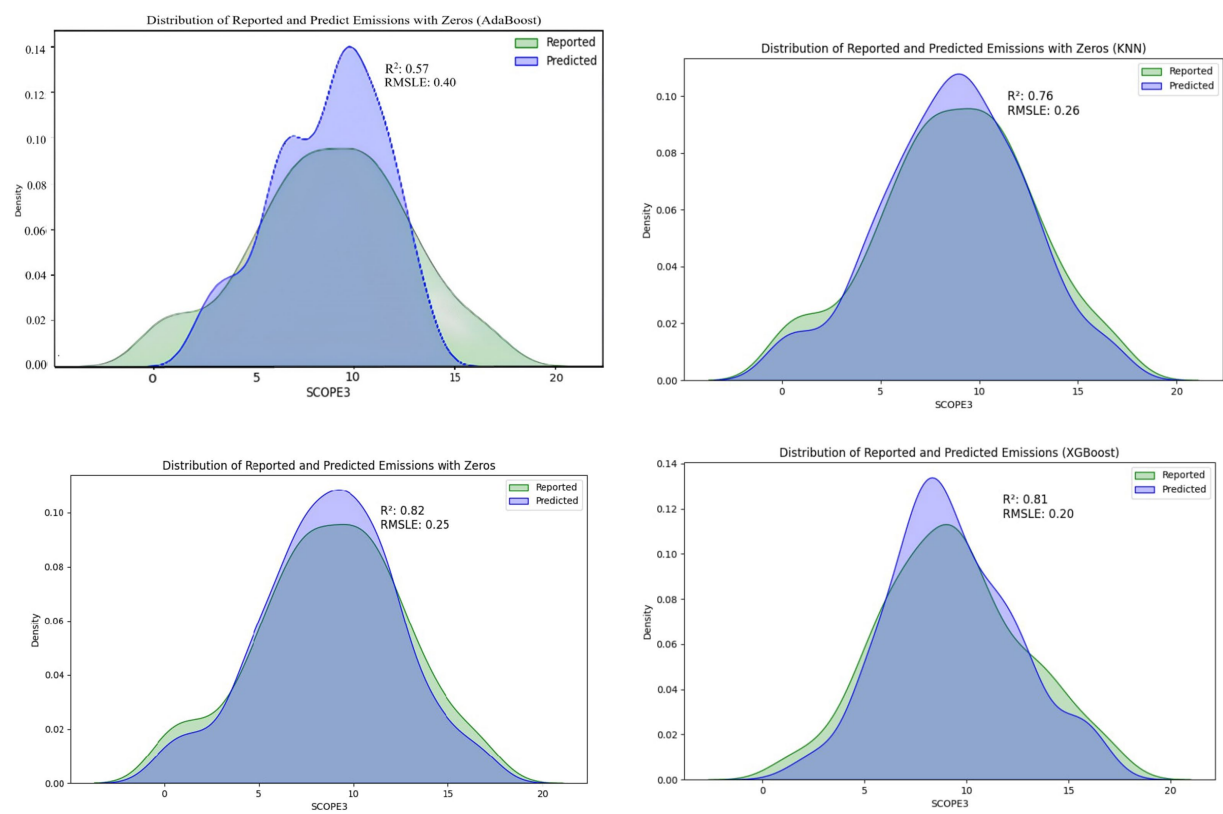 Distribution of Reported and Predict Emissions with Zeros (AdaBoost)
Reported
Predicted
R²: 0.57
RMSLE: 0.40
0.14
0.12
0.10
0.08
0.06
0.04
0.02
0.00
Density
0 5 10 15 20
SCOPE3
Distribution of Reported and Predicted Emissions with Zeros (KNN)
Reported
Predicted
R²: 0.76
RMSLE: 0.26
0.10
0.08
0.06
0.04
0.02
0.00
Density
0 5 10 15 20
SCOPE3
Distribution of Reported and Predicted Emissions with Zeros
Reported
Predicted
R²: 0.82
RMSLE: 0.25
0.10
0.08
0.06
0.04
0.02
0.00
Density
0 5 10 15 20
SCOPE3
Distribution of Reported and Predicted Emissions (XGBoost)
Reported
Predicted
R²: 0.81
RMSLE: 0.20
0.14
0.12
0.10
0.08
0.06
0.04
0.02
0.00
Density
0 5 10 15 20
SCOPE3